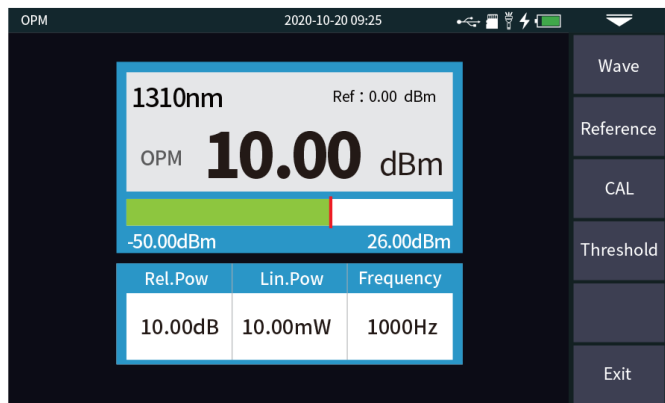 OPM 2020-10-20 09:25
1310nm Ref : 0.00 dBm
OPM 10.00 dBm
-50.00dBm 26.00dBm
Rel.Pow Lin.Pow Frequency
10.00dB 10.00mW 1000Hz
Wave
Reference
CAL
Threshold
Exit